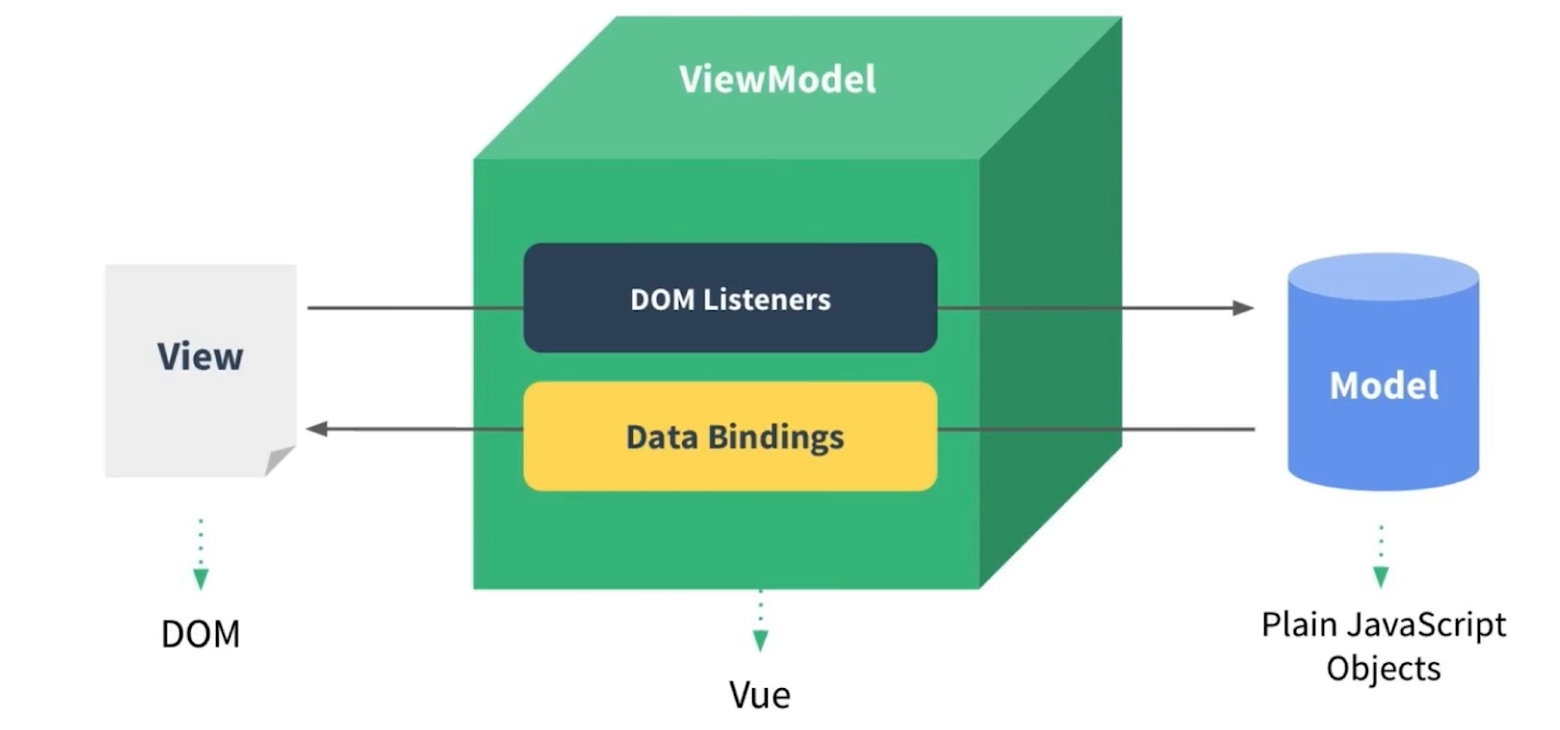 ViewModel
DOM Listeners
View
Model
Data Bindings
DOM
Plain JavaScript
Objects
Vue